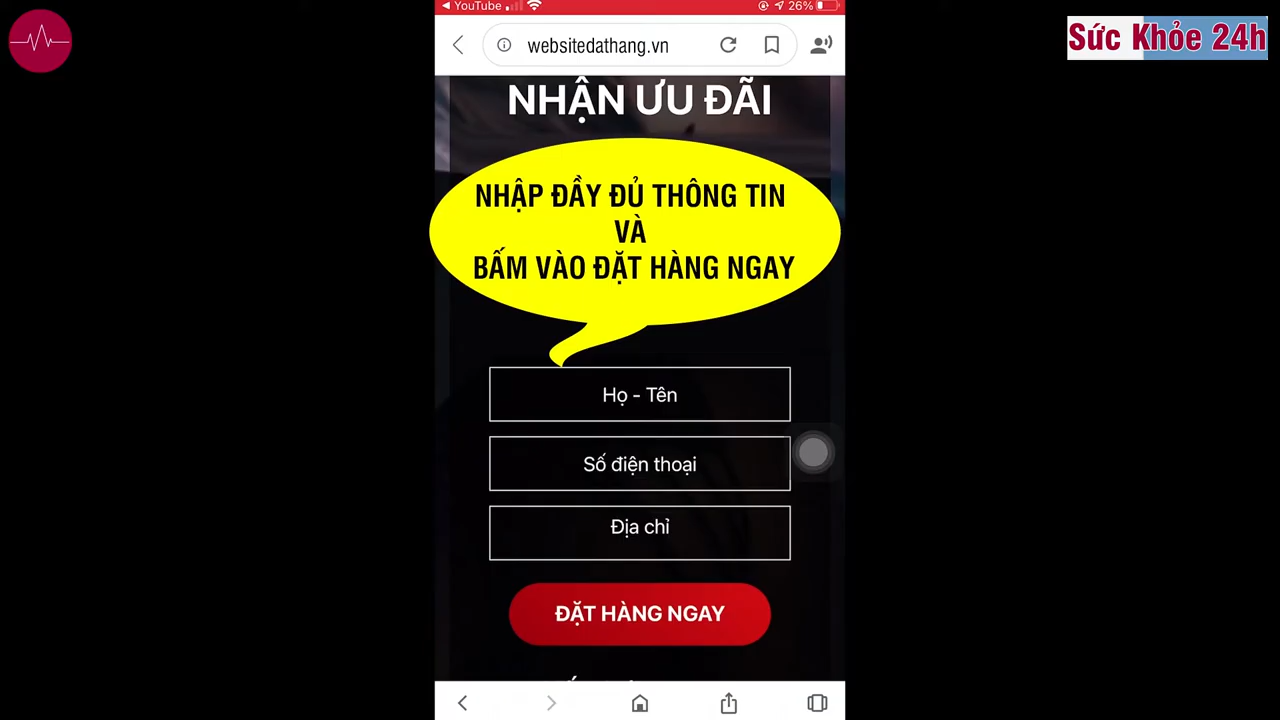 YouTube
26%
Sức Khỏe 24h
websitedathang.vn
NHẬN ƯU ĐÃI
NHẬP ĐẦY ĐỦ THÔNG TIN
VÀ
BẤM VÀO ĐẶT HÀNG NGAY
Họ - Tên
Số điện thoại
Địa chỉ
ĐẶT HÀNG NGAY